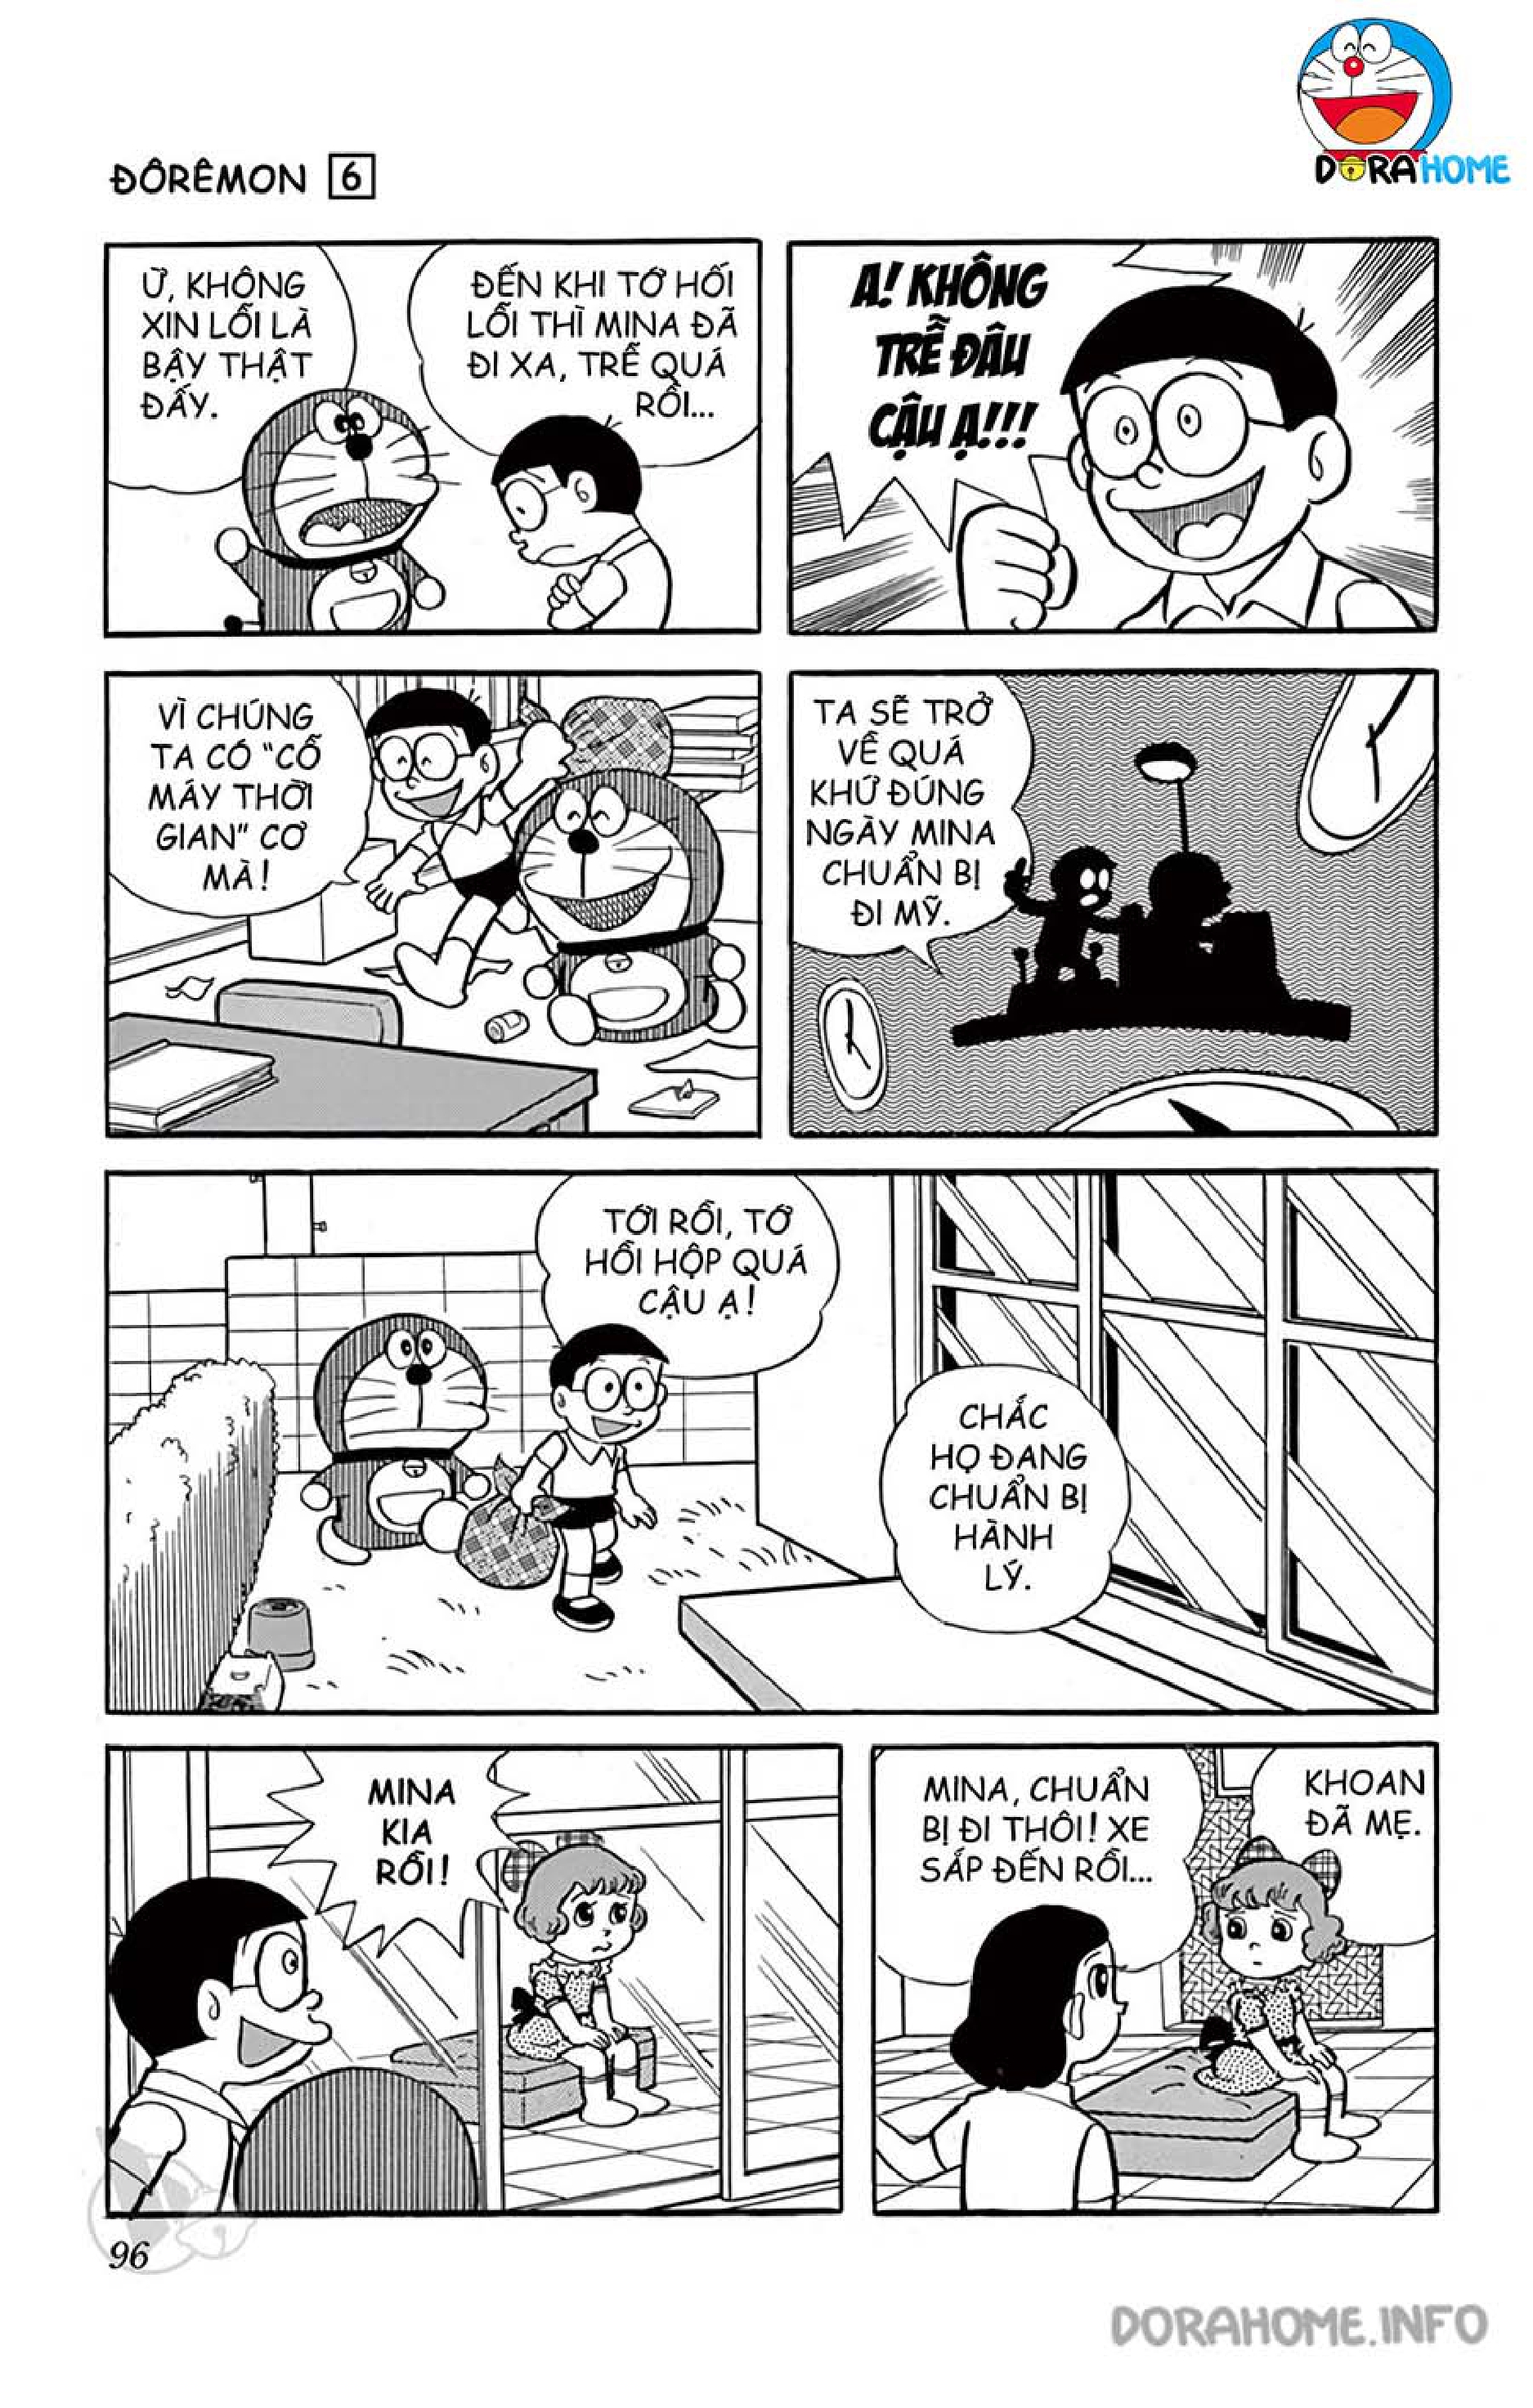 DORAHOME
ĐÔRÊMON 6
Ừ, KHÔNG
XIN LỖI LÀ
BẬY THẬT
ĐẤY.
ĐẾN KHI TỚ HỐI
LỖI THÌ MINA ĐÃ
ĐI XA, TRỄ QUÁ
RỒI...
A! KHÔNG
TRỄ ĐÂU
CẬU Ạ!!!
VÌ CHÚNG
TA CÓ "CỖ
MÁY THỜI
GIAN" CƠ
MÀ!
TA SẼ TRỞ
VỀ QUÁ
KHỨ ĐÚNG
NGÀY MINA
CHUẨN BỊ
ĐI MỸ.
TỚI RỒI, TỚ
HỒI HỘP QUÁ
CẬU Ạ!
CHẮC
HỌ ĐANG
CHUẨN BỊ
HÀNH
LÝ.
MINA
KIA
RỒI!
MINA, CHUẨN
BỊ ĐI THÔI! XE
SẮP ĐẾN RỒI...
KHOAN
ĐÃ MẸ.
96
DORAHOME.INFO